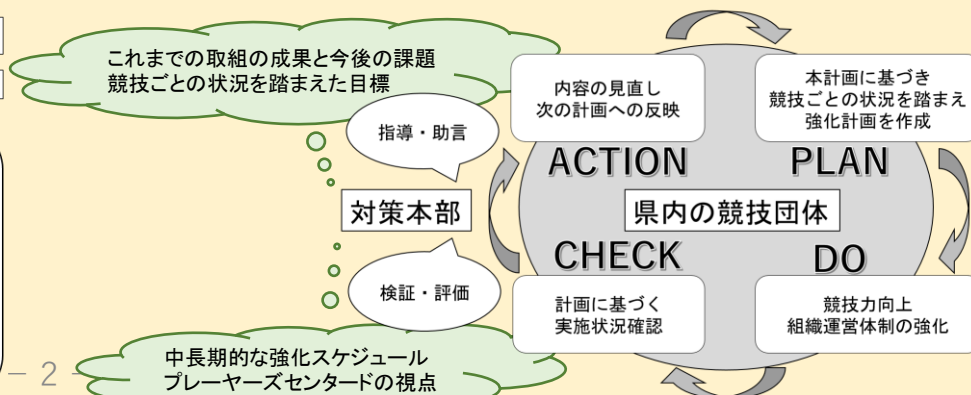 これまでの取組の成果と今後の課題
競技ごとの状況を踏まえた目標
指導・助言
対策本部
検証・評価
中長期的な強化スケジュール
プレーヤーズセンタードの視点
内容の見直し
次の計画への反映
ACTION
本計画に基づき
競技ごとの状況を踏まえ
強化計画を作成
PLAN
県内の競技団体
CHECK
計画に基づく
実施状況確認
DO
競技力向上
組織運営体制の強化
- 2 -